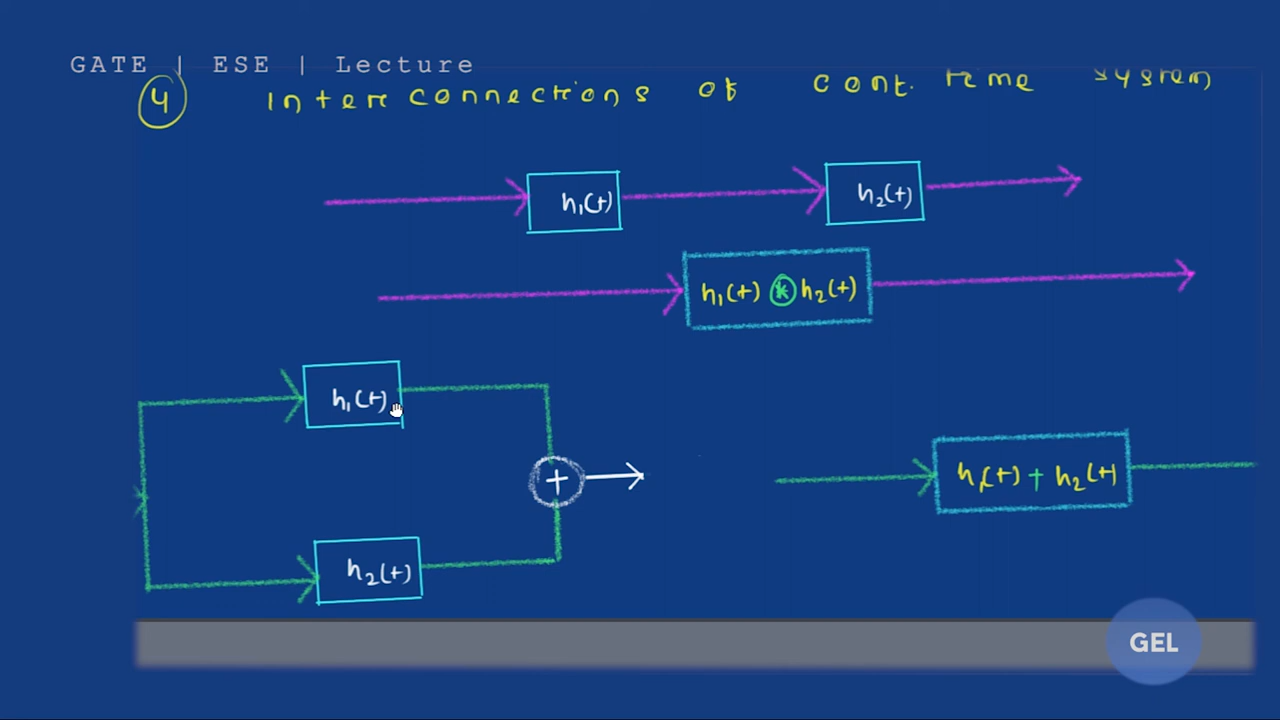 GATE | ESE | Lecture
4 Interconnections of cont. time system
h₁(t) h₂(t)
h₁(t) * h₂(t)
h₁(t)
+ h₁(t) + h₂(t)
h₂(t)
GEL